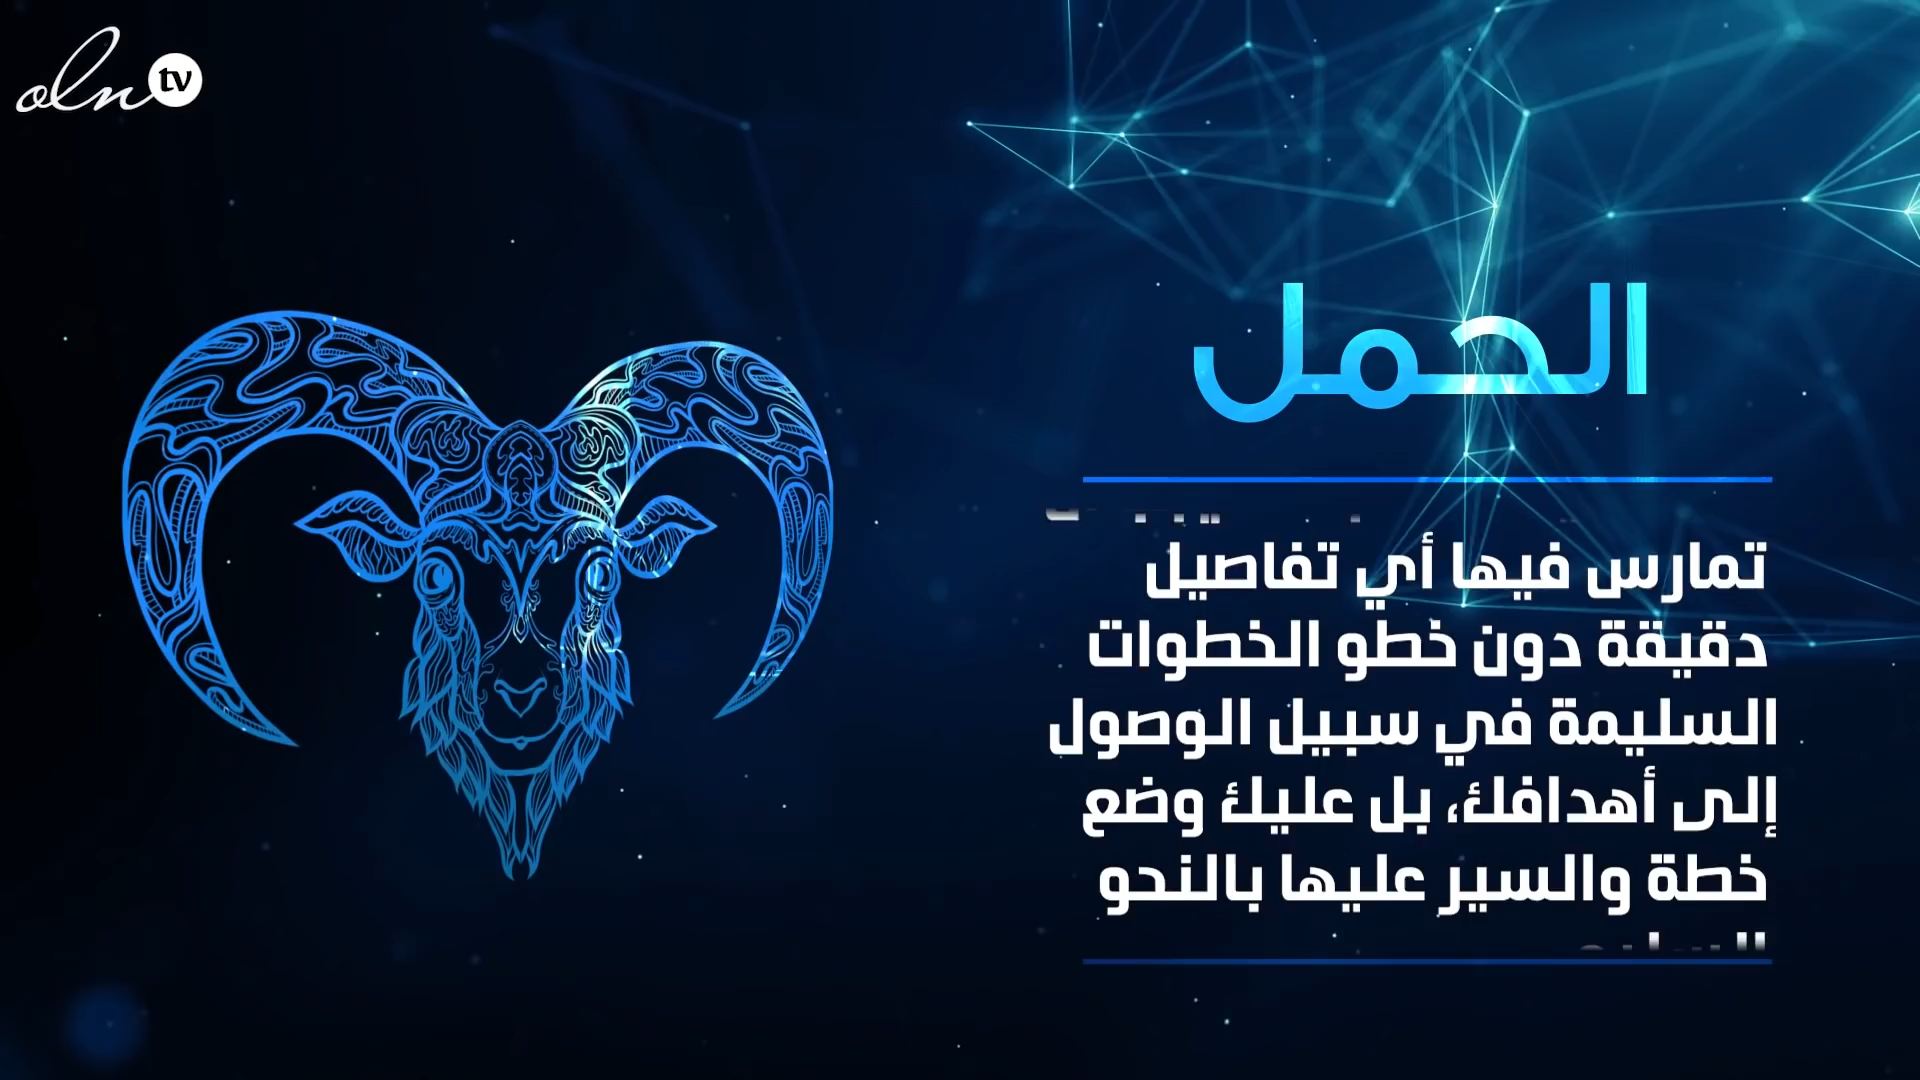 oln tv
الحمل
تمارس فيها أي تفاصيل
دقيقة دون خطو الخطوات
السليمة في سبيل الوصول
إلى أهدافك، بل عليك وضع
خطة والسير عليها بالنحو